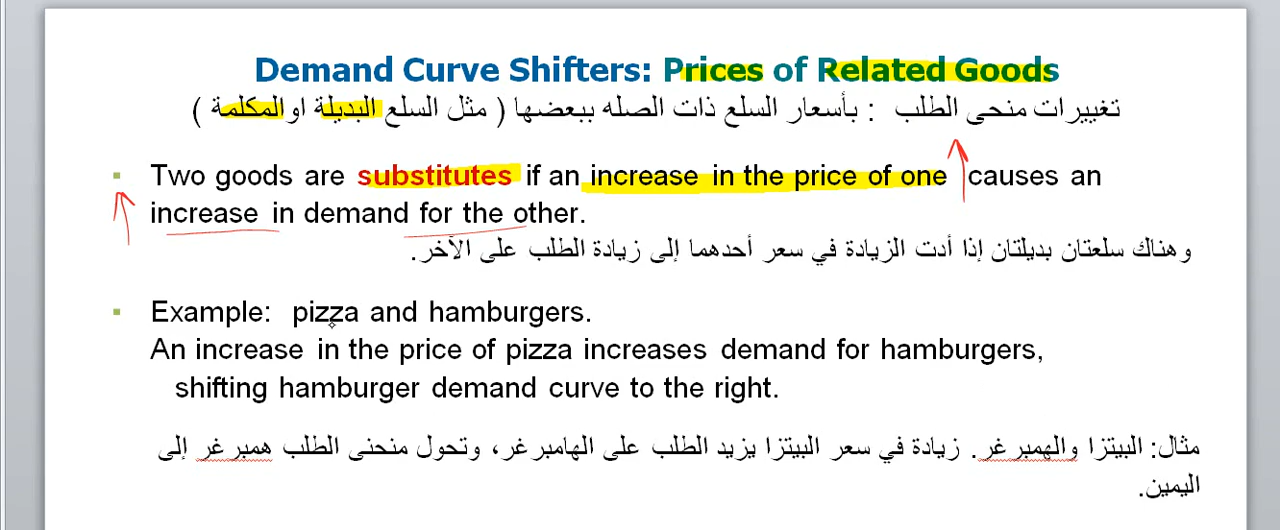 Demand Curve Shifters: Prices of Related Goods
تغييرات منحى الطلب : بأسعار السلع ذات الصله ببعضها ( مثل السلع البديلة او المكلمة )
▪ Two goods are substitutes if an increase in the price of one causes an
increase in demand for the other.
وهناك سلعتان بديلتان إذا أدت الزيادة في سعر أحدهما إلى زيادة الطلب على الآخر.
▪ Example: pizza and hamburgers.
An increase in the price of pizza increases demand for hamburgers,
shifting hamburger demand curve to the right.
مثال: البيتزا والهمبرغر. زيادة في سعر البيتزا يزيد الطلب على الهامبرغر، وتحول منحنى الطلب همبرغر إلى
اليمين.